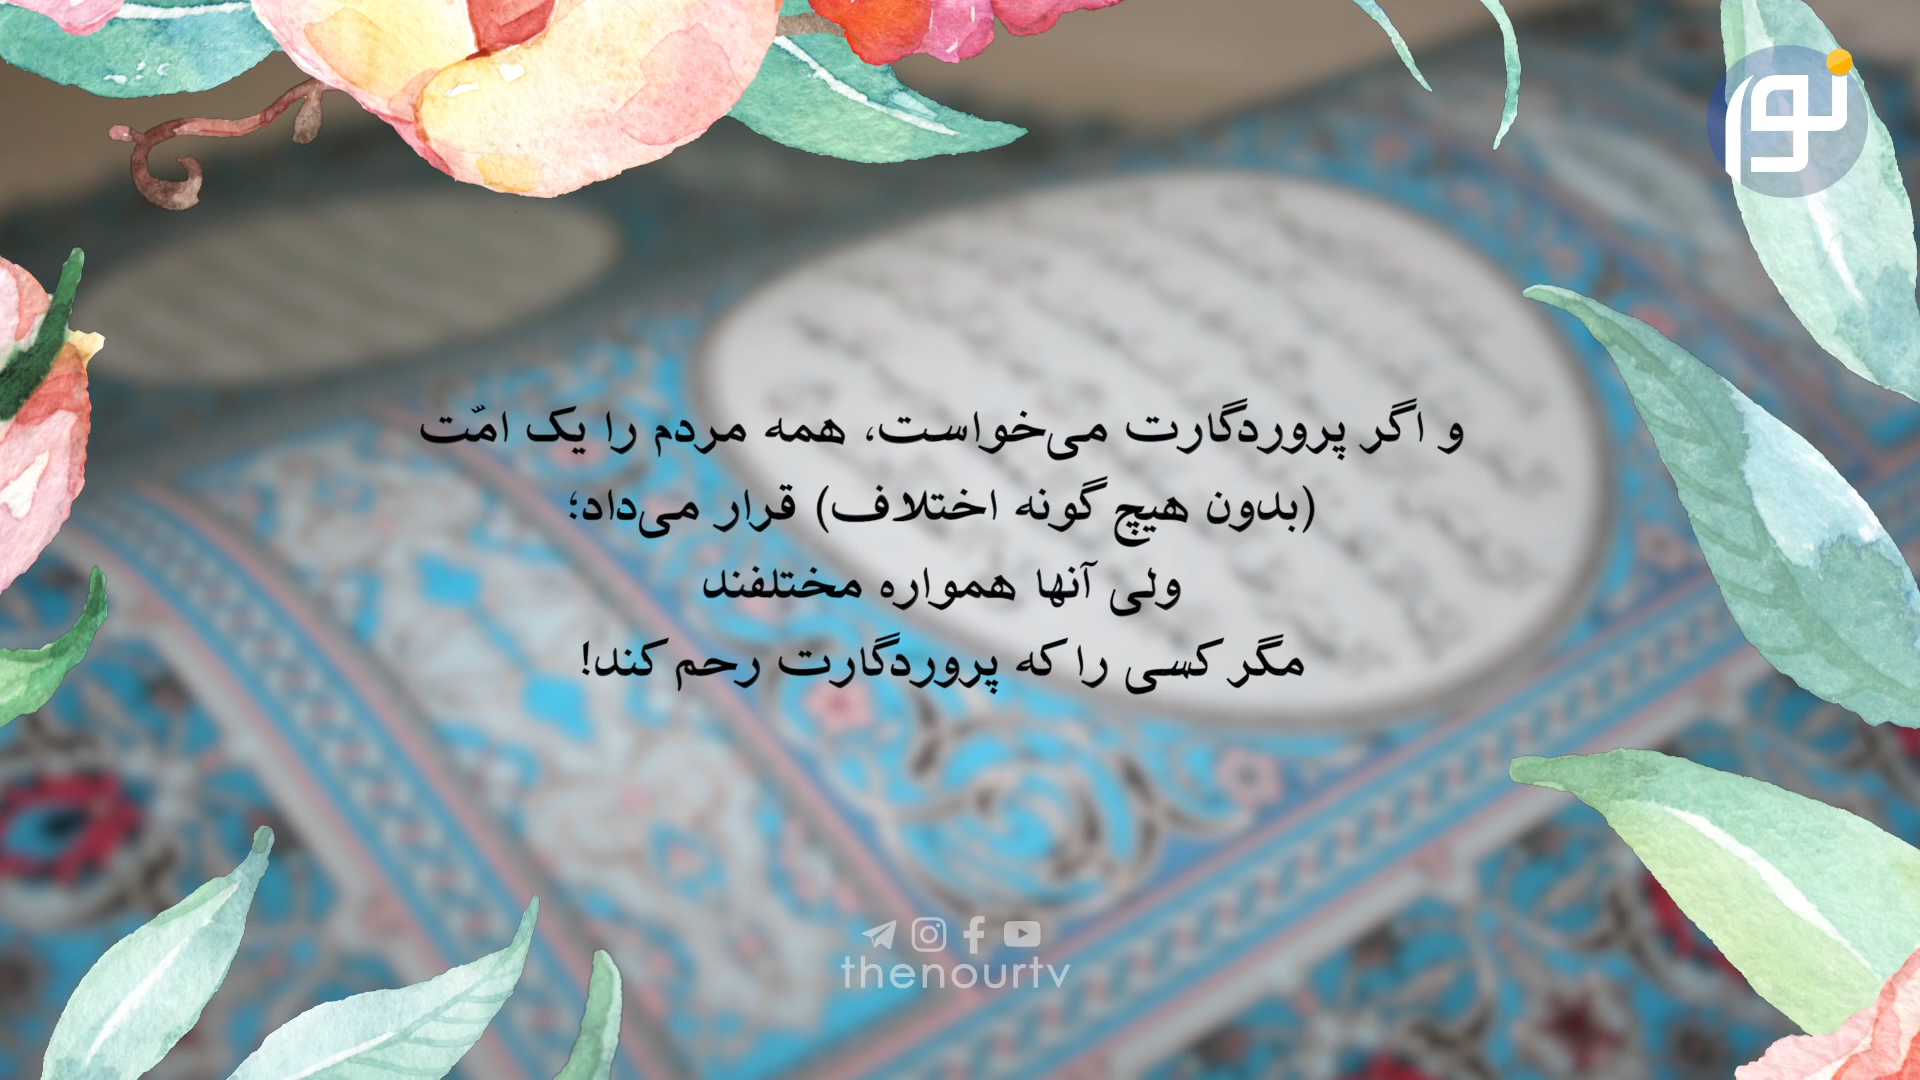 نور
و اگر پروردگارت می‌خواست، همه مردم را یک امّت
(بدون هیچ گونه اختلاف) قرار می‌داد؛
ولی آنها همواره مختلفند
مگر کسی را که پروردگارت رحم کند!
thenourtv